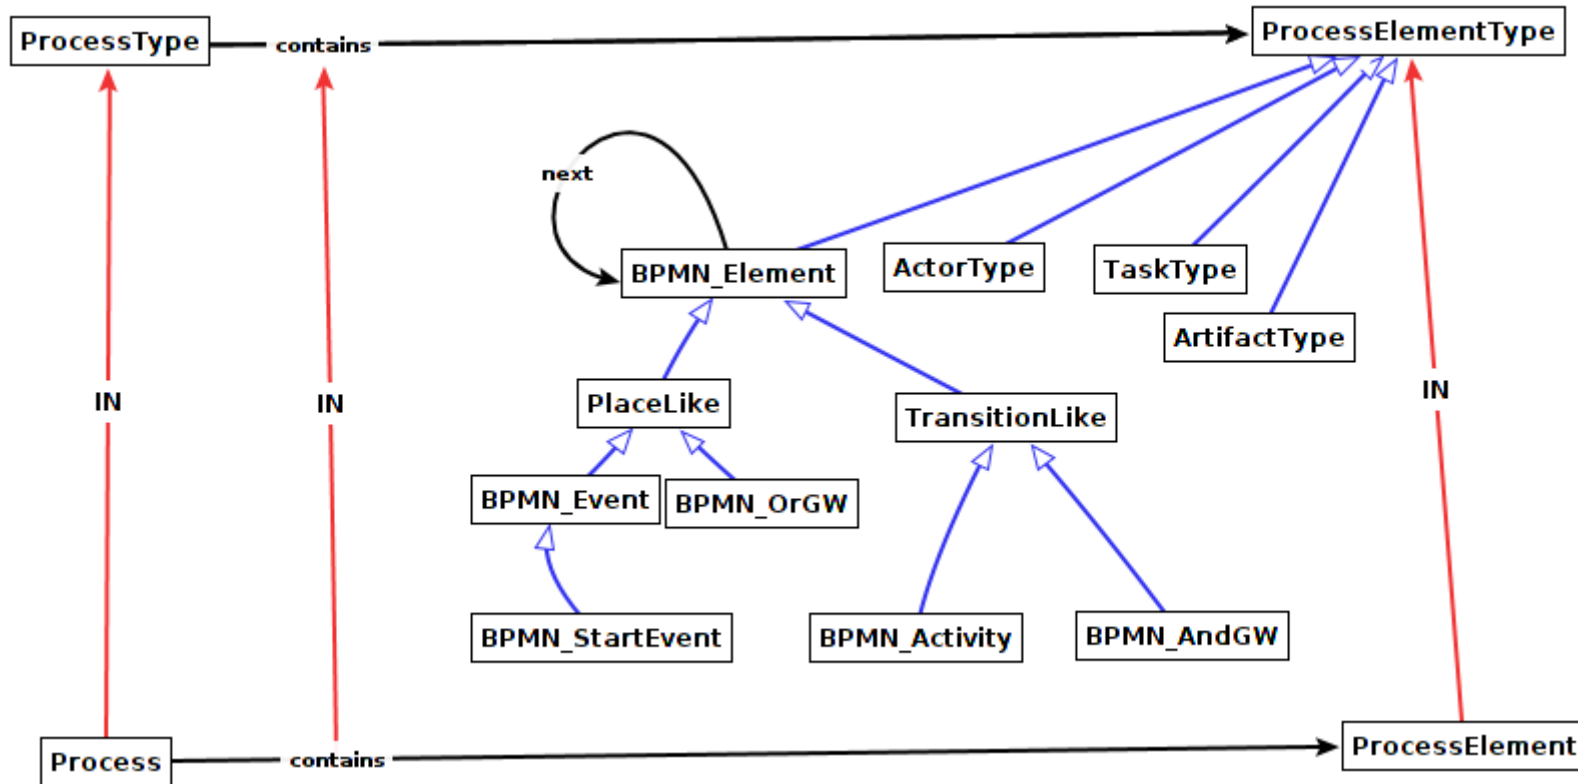 ProcessType
contains
ProcessElementType
next
BPMN_Element
ActorType
TaskType
ArtifactType
IN
IN
IN
PlaceLike
TransitionLike
BPMN_Event
BPMN_OrGW
BPMN_StartEvent
BPMN_Activity
BPMN_AndGW
Process
contains
ProcessElement